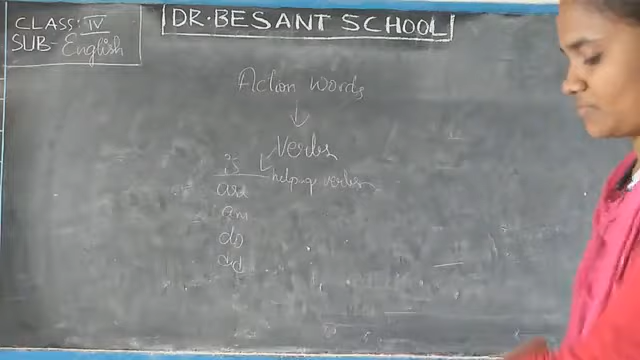 CLASS: IV
SUB- English
DR. BESANT SCHOOL
Action Words
Verbs
is
helping verbs
are
am
do
did